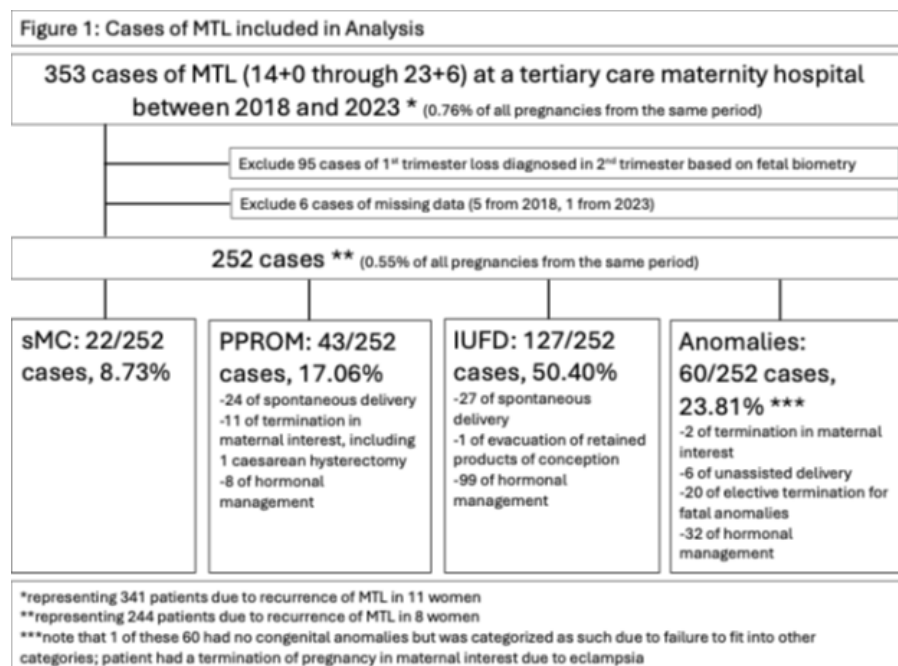 Figure 1: Cases of MTL included in Analysis
353 cases of MTL (14+0 through 23+6) at a tertiary care maternity hospital
between 2018 and 2023 * (0.76% of all pregnancies from the same period)
Exclude 95 cases of 1st trimester loss diagnosed in 2nd trimester based on fetal biometry
Exclude 6 cases of missing data (5 from 2018, 1 from 2023)
252 cases ** (0.55% of all pregnancies from the same period)
sMC: 22/252
cases, 8.73%
PPROM: 43/252
cases, 17.06%
-24 of spontaneous delivery
-11 of termination in
maternal interest, including
1 caesarean hysterectomy
-8 of hormonal
management
IUFD: 127/252
cases, 50.40%
-27 of spontaneous
delivery
-1 of evacuation of retained
products of conception
-99 of hormonal
management
Anomalies:
60/252 cases,
23.81% ***
-2 of termination in maternal
interest
-6 of unassisted delivery
-20 of elective termination for
fatal anomalies
-32 of hormonal
management
*representing 341 patients due to recurrence of MTL in 11 women
**representing 244 patients due to recurrence of MTL in 8 women
***note that 1 of these 60 had no congenital anomalies but was categorized as such due to failure to fit into other
categories; patient had a termination of pregnancy in maternal interest due to eclampsia